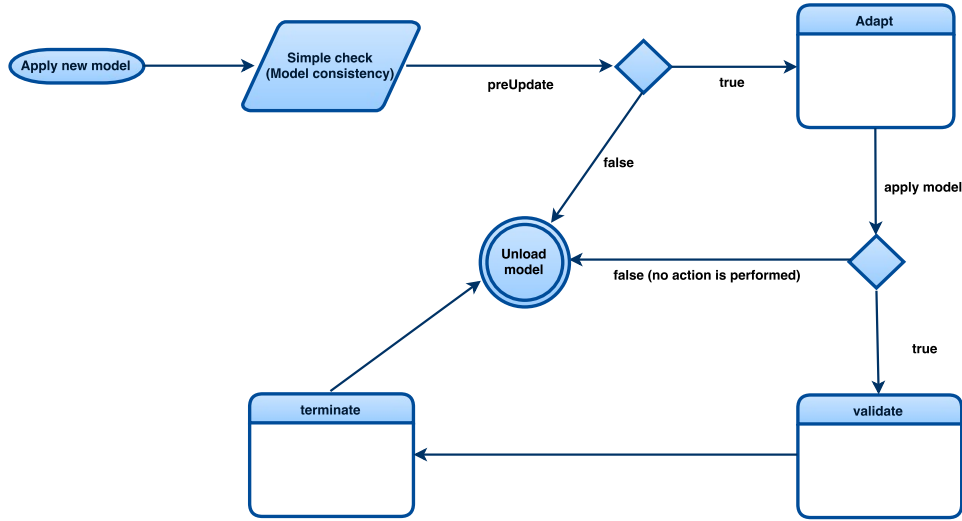 Apply new model
Simple check
(Model consistency)
preUpdate
true
Adapt
false
apply model
Unload
model
false (no action is performed)
true
terminate
validate